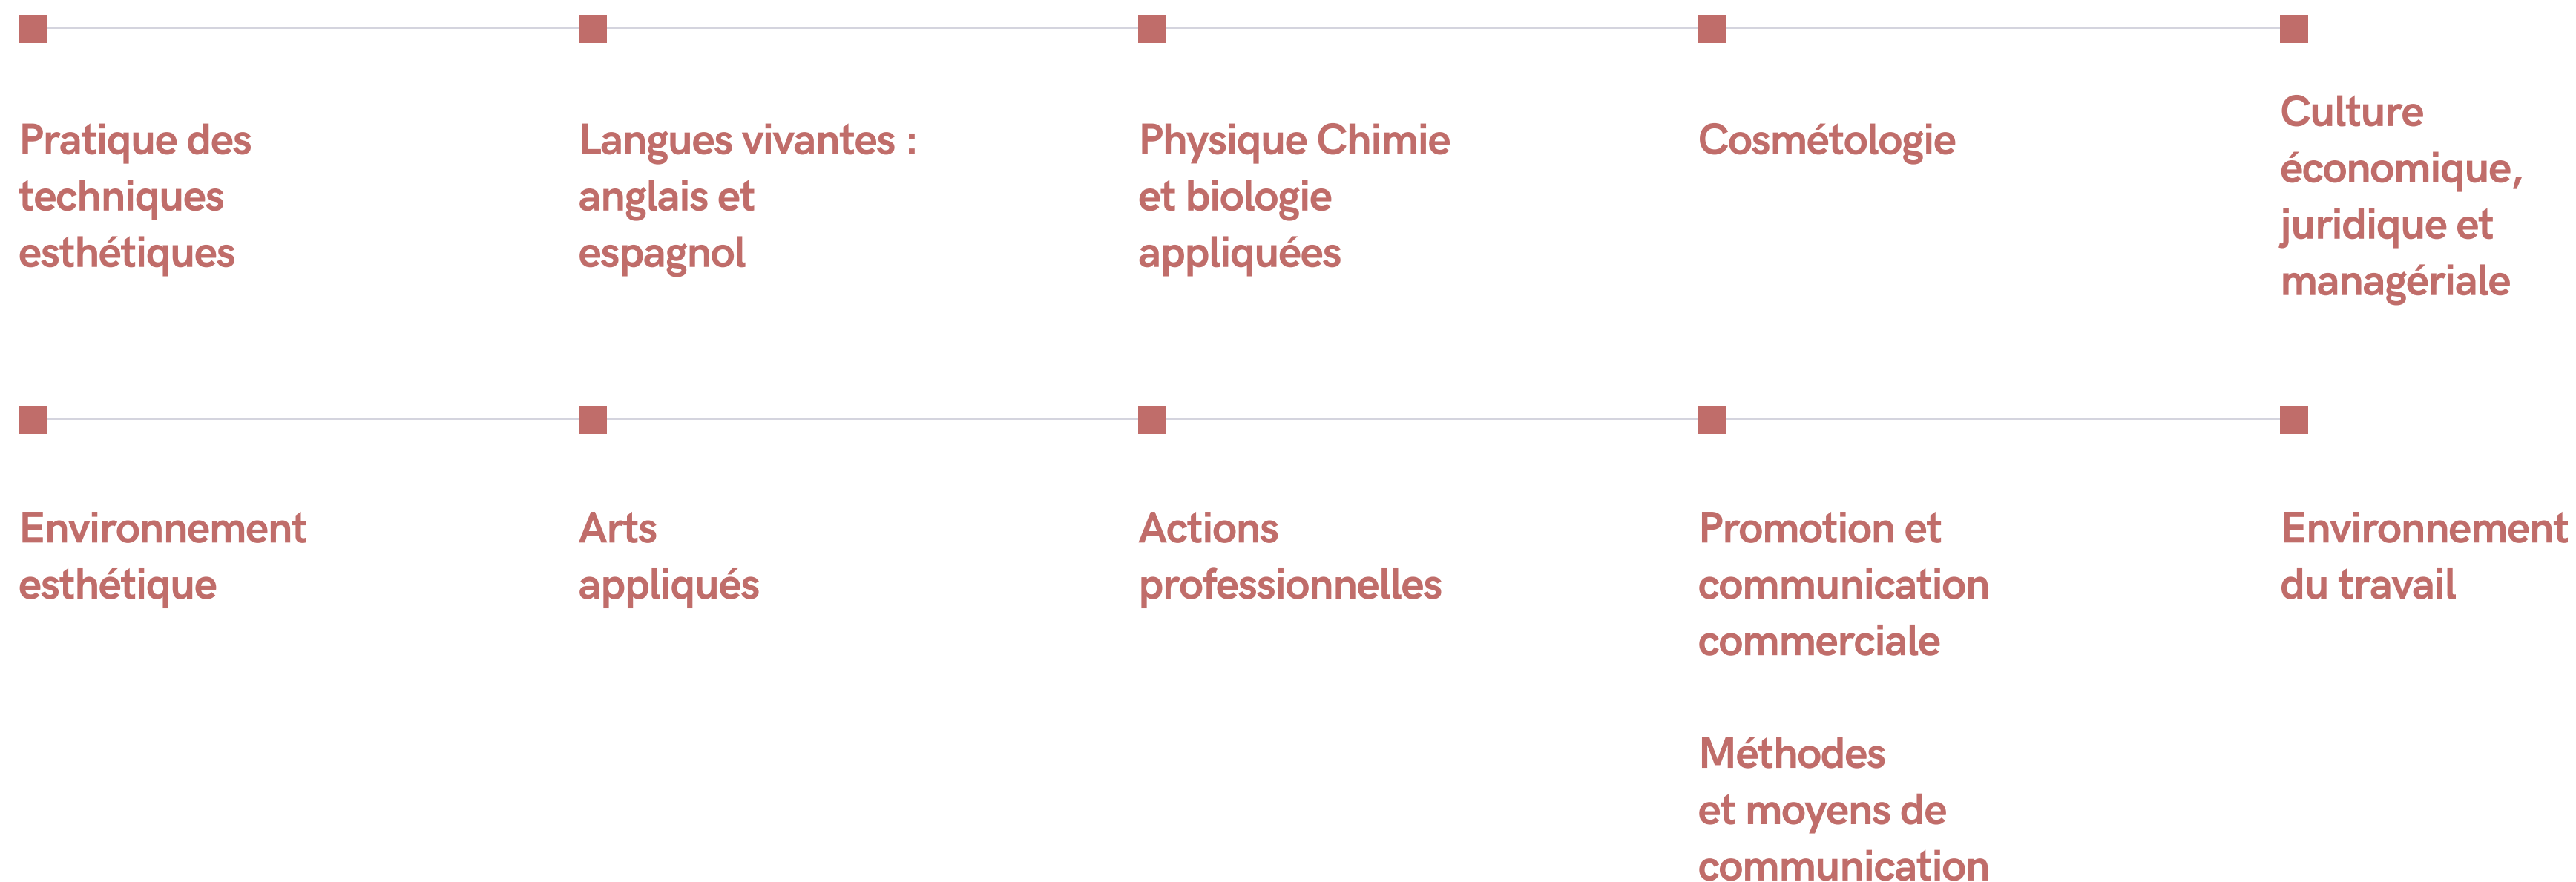 Pratique des
techniques
esthétiques
Langues vivantes :
anglais et
espagnol
Physique Chimie
et biologie
appliquées
Cosmétologie
Culture
économique,
juridique et
managériale
Environnement
esthétique
Arts
appliqués
Actions
professionnelles
Promotion et
communication
commerciale
Méthodes
et moyens de
communication
Environnement
du travail